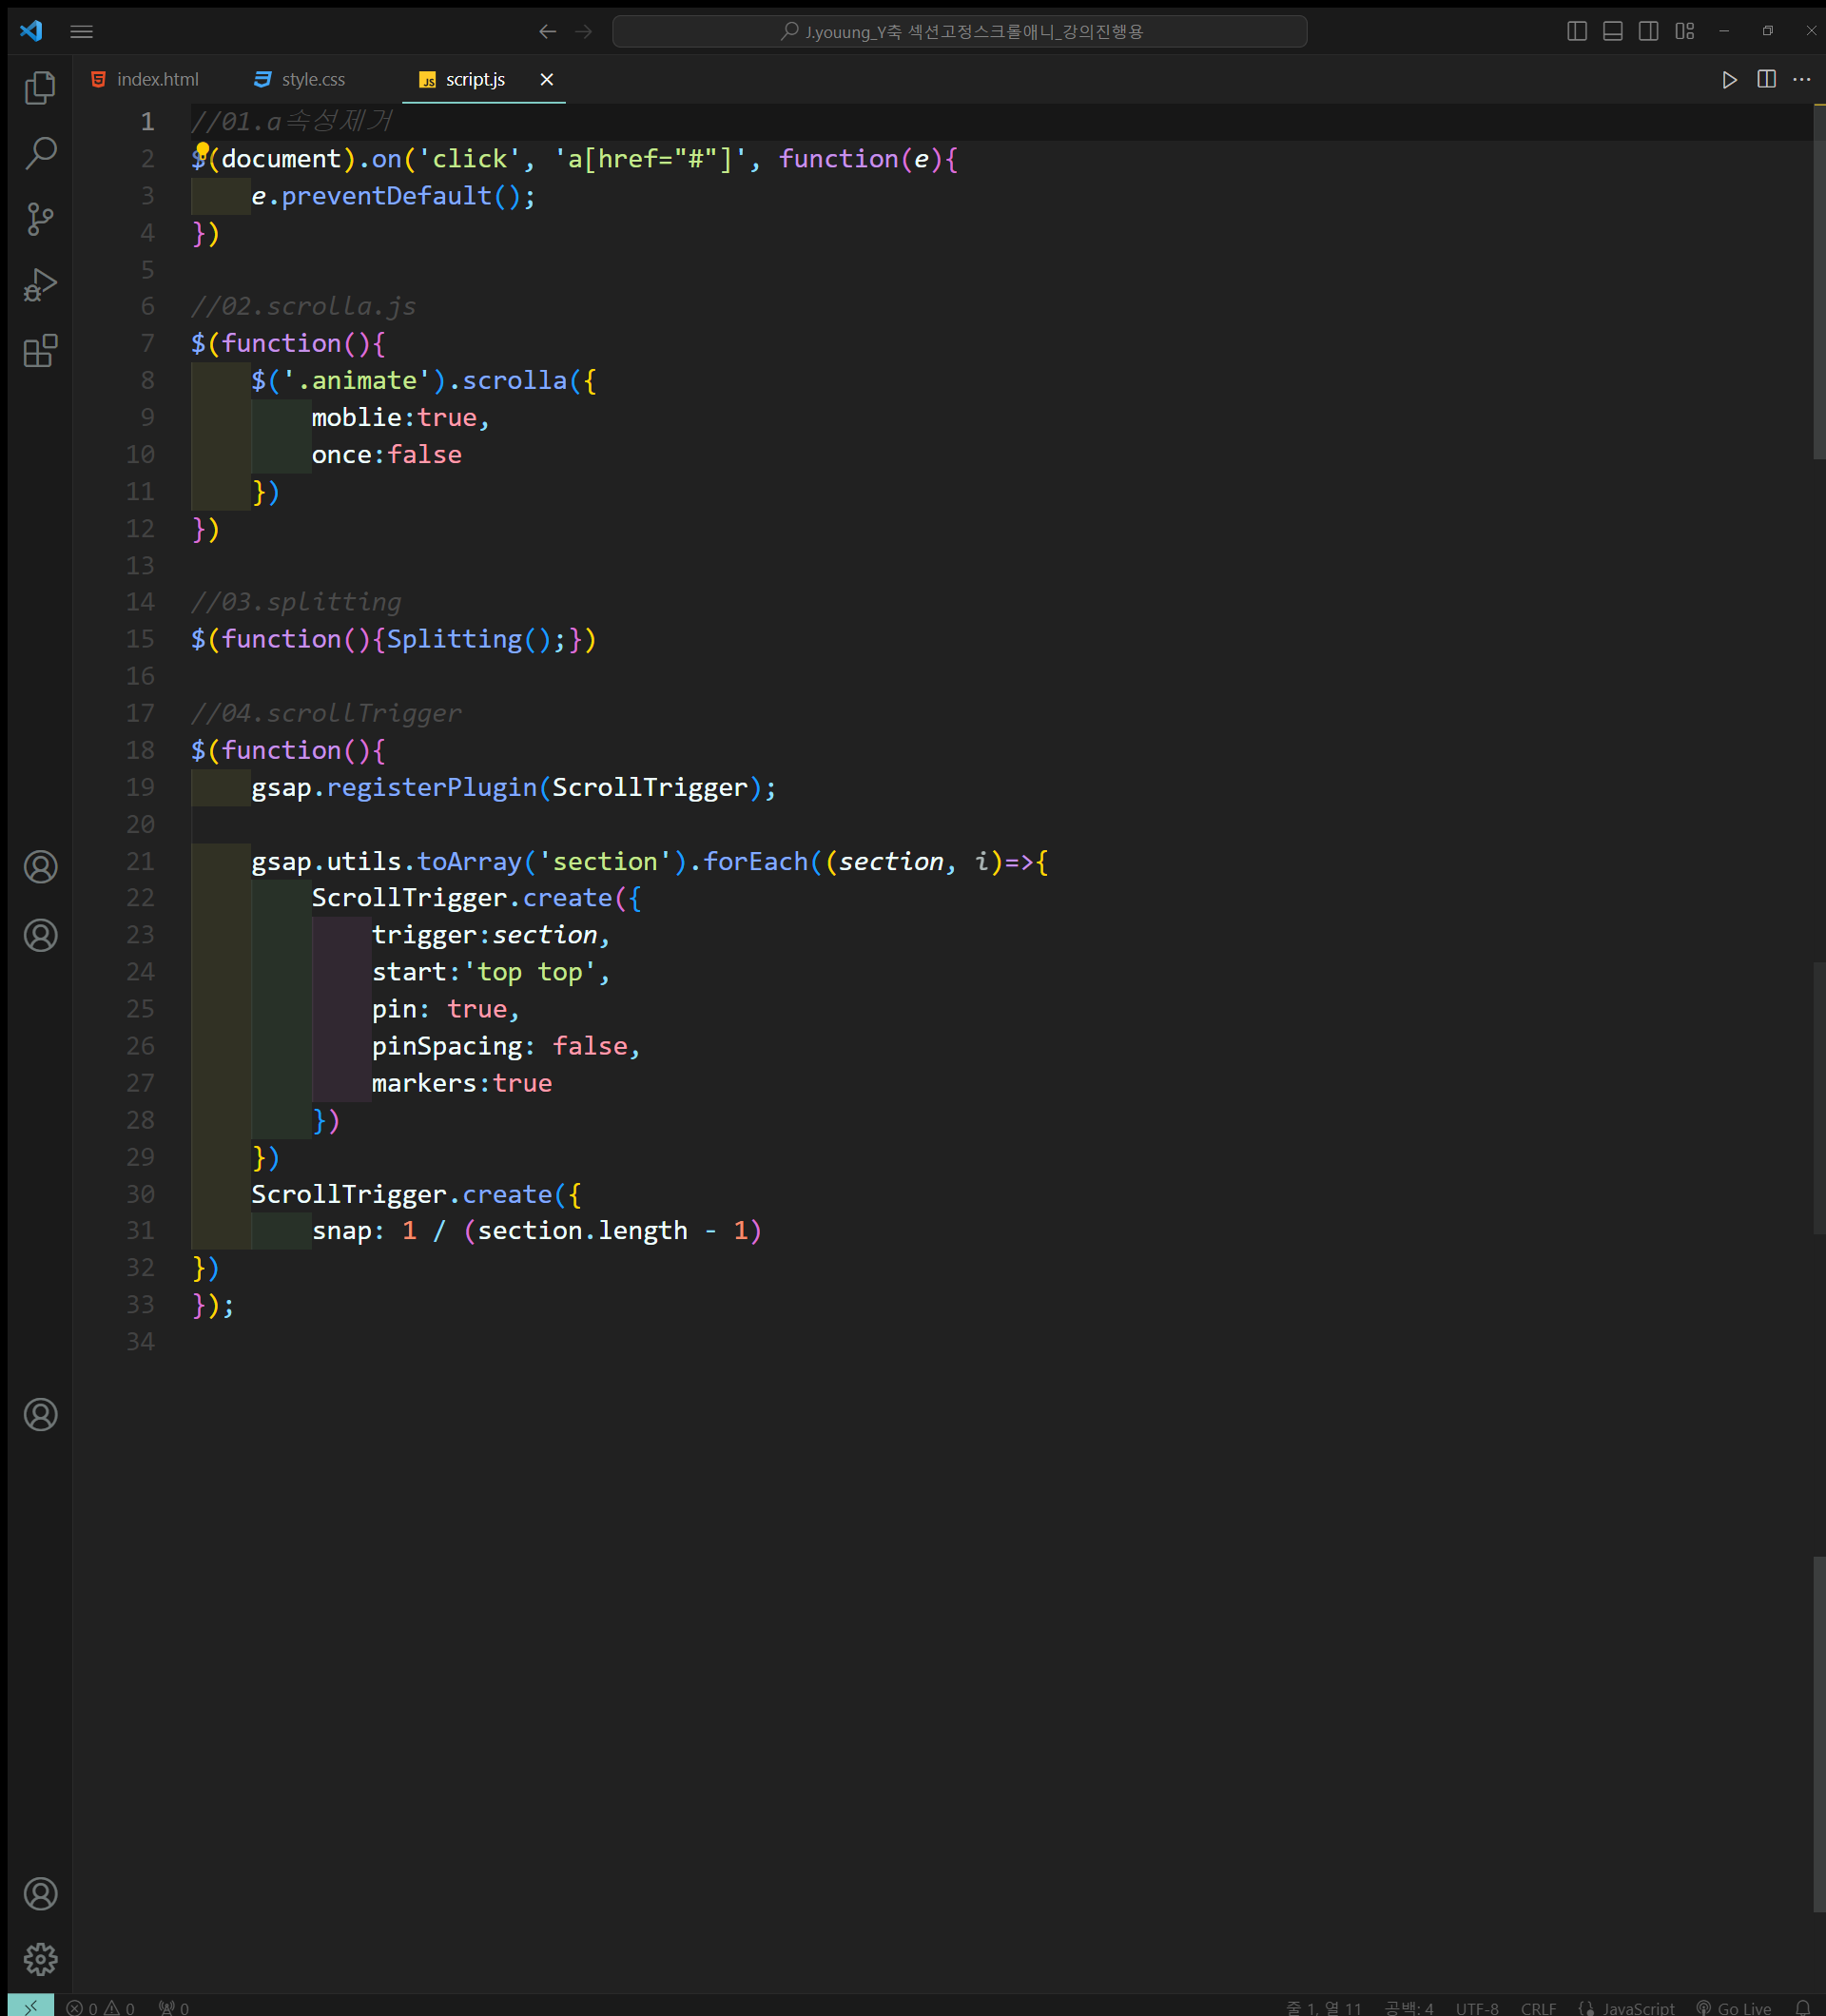 J.youung_Y축 섹션고정스크롤애니_강의진행용
index.html
style.css
JS script.js
1 //01.a속성제거
2 $(document).on('click', 'a[href="#"]', function(e){
3 e.preventDefault();
4 })
5
6 //02.scrolla.js
7 $(function(){
8 $('.animate').scrolla({
9 moblie:true,
10 once:false
11 })
12 })
13
14 //03.splitting
15 $(function(){Splitting();})
16
17 //04.scrollTrigger
18 $(function(){
19 gsap.registerPlugin(ScrollTrigger);
20
21 gsap.utils.toArray('section').forEach((section, i)=>{
22 ScrollTrigger.create({
23 trigger:section,
24 start:'top top',
25 pin: true,
26 pinSpacing: false,
27 markers:true
28 })
29 })
30 ScrollTrigger.create({
31 snap: 1 / (section.length - 1)
32 })
33 });
34
0 0 0 줄 1, 열 11 공백: 4 UTF-8 CRLF JavaScript Go Live